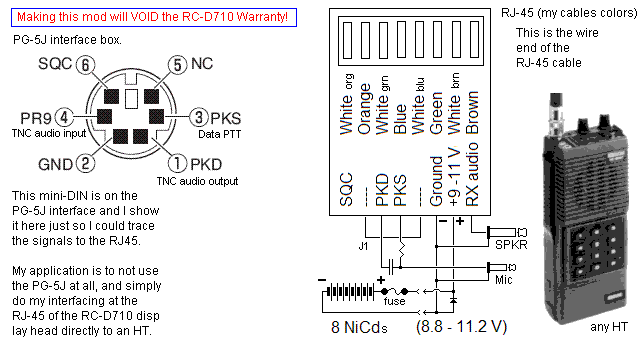 Making this mod will VOID the RC-D710 Warranty!
PG-5J interface box.
SQC 6
5 NC
PR9 4
TNC audio input)
3 PKS
Data PTT
GND 2
1 PKD
TNC audio output)
This mini-DIN is on the
PG-5J interface and I show
it here just so I could trace
the signals to the RJ45.
My application is to not use
the PG-5J at all, and simply
do my interfacing at the
RJ-45 of the RC-D710 disp
lay head directly to an HT.
RJ-45 (my cables colors)
This is the wire
end of the
RJ-45 cable
White org
Orange
White grn
Blue
White blu
Green
White brn
Brown
SQC
---
PKD
PKS
---
Ground
+9 -11 V
RX audio
- +
J1
SPKR
Mic
- +
fuse
8 NiCds
(8.8 - 11.2 V)
any HT